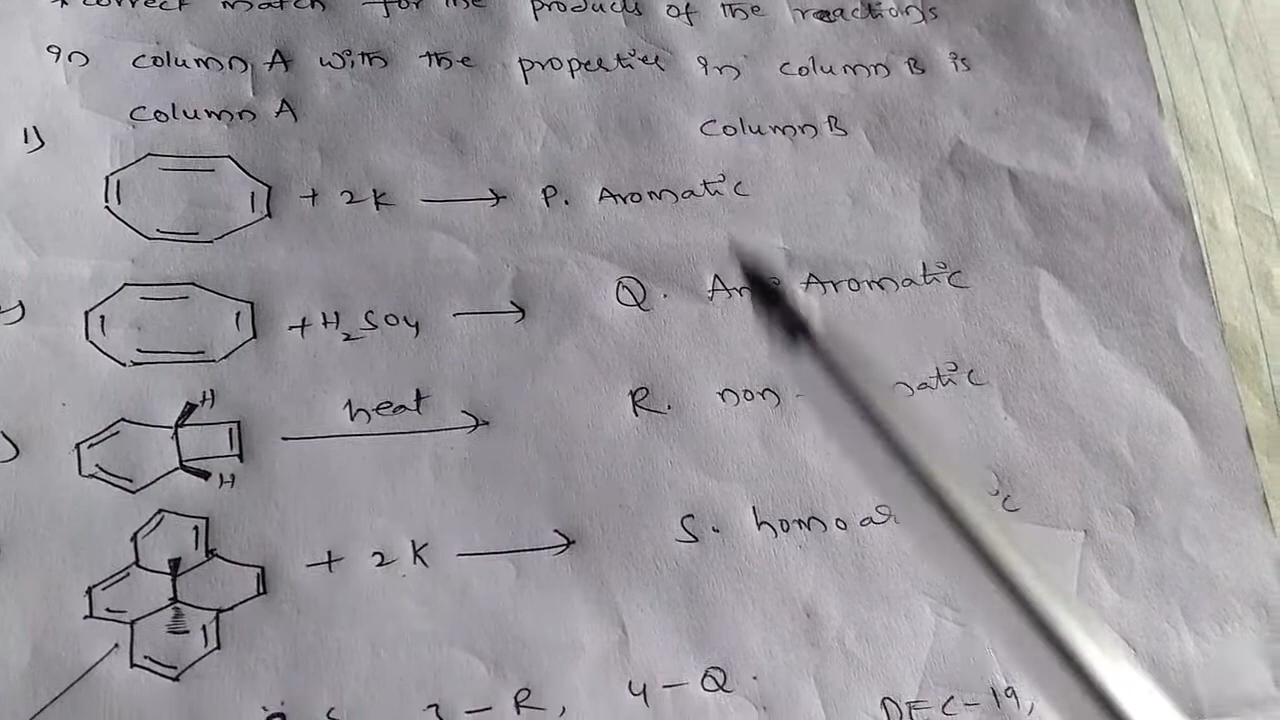 correct match for the products of the reactions
in column A with the properties in column B is
Column A
Column B
1)
+ 2K → P. Aromatic
+ H2SO4 → Q. Aromatic
H
H
heat
R. non-
S.
+ 2K →
3-R, 4-Q.
DEC-19,